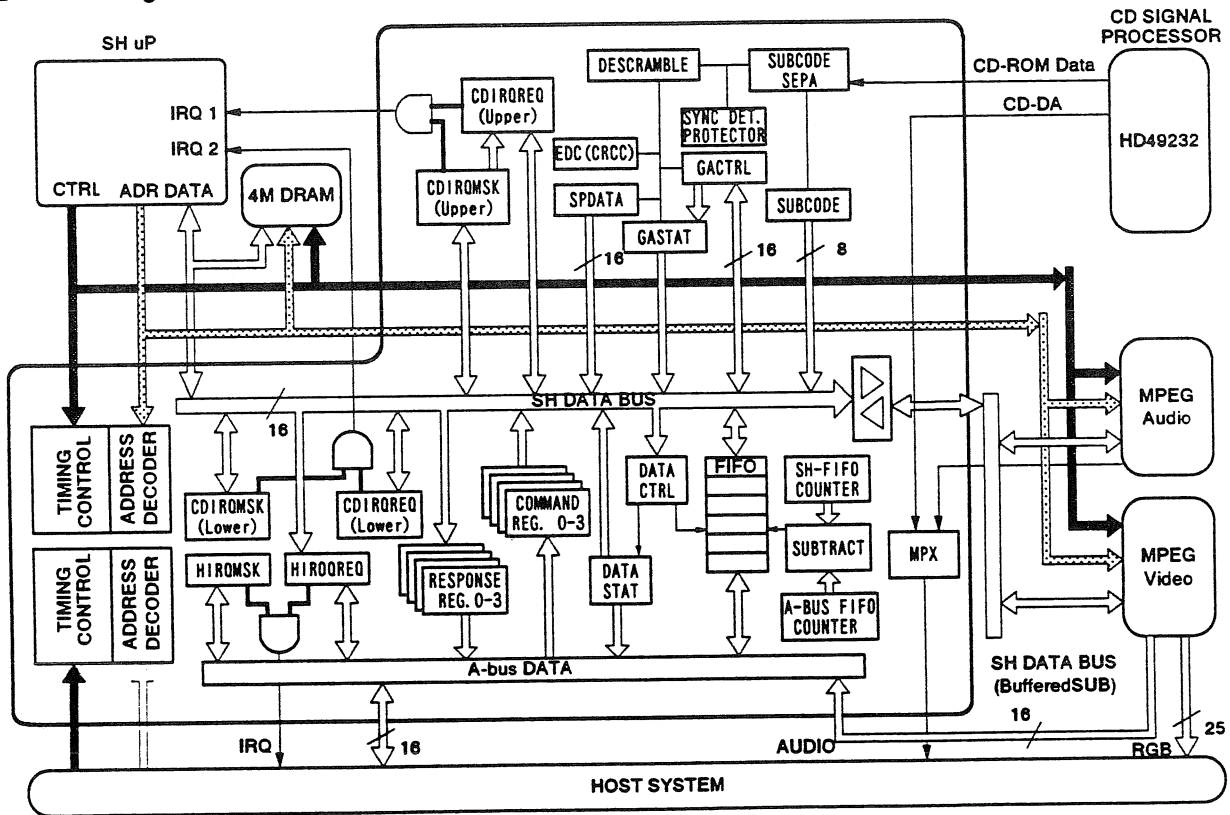 CD SIGNAL
PROCESSOR
SH uP
DESCRAMBLE
SUBCODE
SEPA
CD-ROM Data
CD-DA
HD49232
IRQ 1
IRQ 2
CDIRQREQ
(Upper)
SYNC DET.
PROTECTOR
EDC(CRCC)
GACTRL
CTRL
ADR DATA
4M DRAM
CDIRQMSK
(Upper)
SPDATA
SUBCODE
GASTAT
16
16
8
SH DATA BUS
16
MPEG
Audio
TIMING
CONTROL
ADDRESS
DECODER
CDIRQMSK
(Lower)
CDIRQREQ
(Lower)
COMMAND
REG. 0-3
DATA
CTRL
FIFO
SH-FIFO
COUNTER
SUBTRACT
MPX
MPEG
Video
TIMING
CONTROL
ADDRESS
DECODER
HIRQMSK
HIRQQREQ
RESPONSE
REG.0-3
DATA
STAT
A-BUS FIFO
COUNTER
A-bus DATA
SH DATA BUS
(BufferedSUB)
IRQ
16
AUDIO
16
RGB
25
HOST SYSTEM